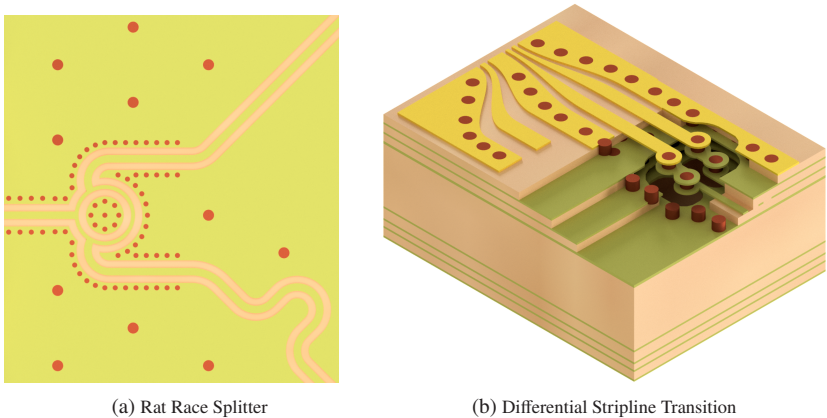 (a) Rat Race Splitter
(b) Differential Stripline Transition